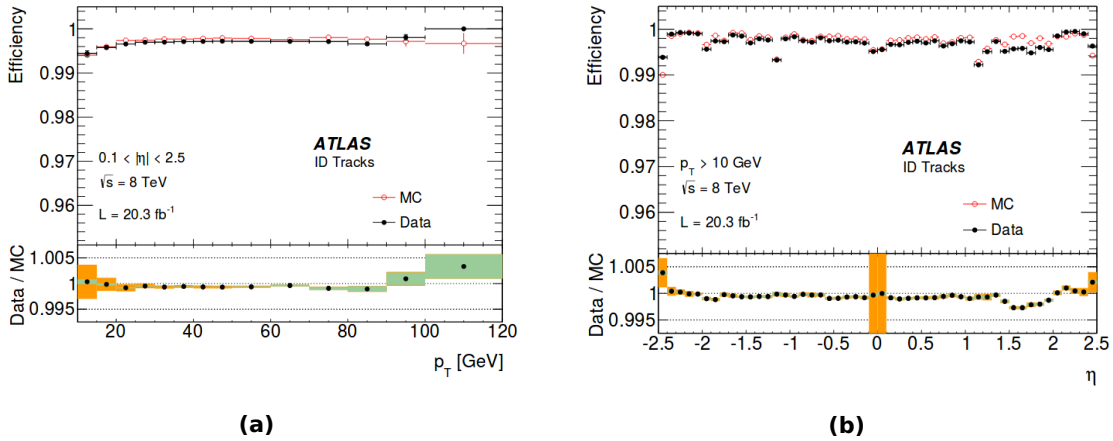 Efficiency
1
0.99
0.98
0.97
0.96
ATLAS
ID Tracks
0.1 < |η| < 2.5
√s = 8 TeV
L = 20.3 fb⁻¹
MC
Data
Data / MC
1.005
1
0.995
20 40 60 80 100 120
p_T [GeV]
(a)
Efficiency
1
0.99
0.98
0.97
0.96
ATLAS
ID Tracks
p_T > 10 GeV
√s = 8 TeV
L = 20.3 fb⁻¹
MC
Data
Data / MC
1.005
1
0.995
-2.5 -2 -1.5 -1 -0.5 0 0.5 1 1.5 2 2.5
η
(b)